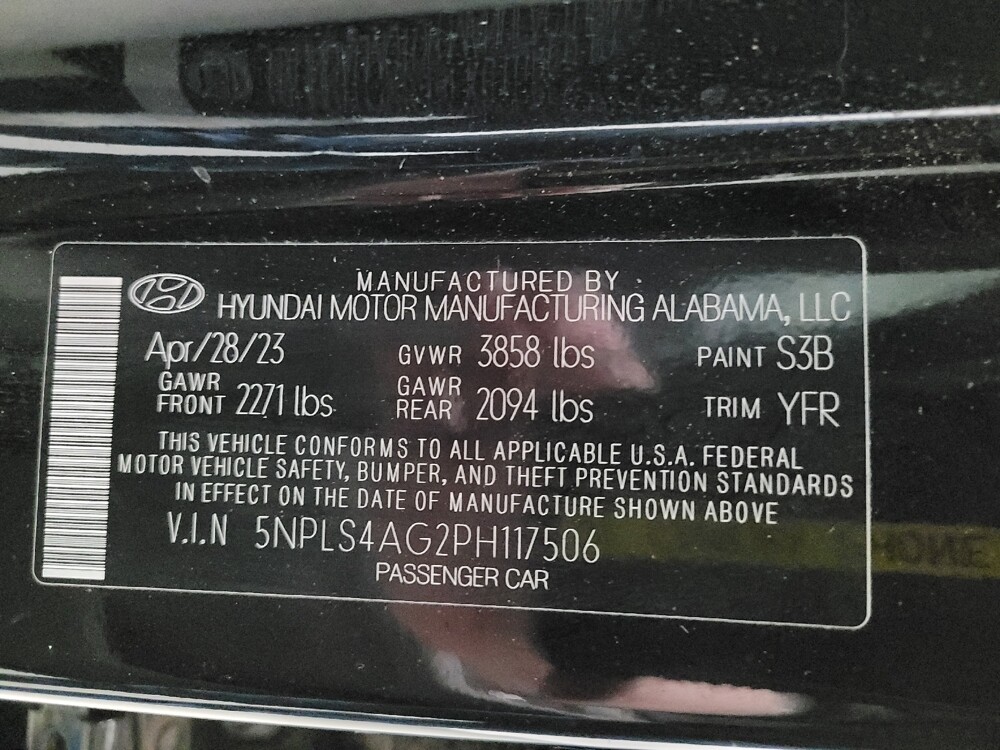 MANUFACTURED BY
HYUNDAI MOTOR MANUFACTURING ALABAMA, LLC
Apr/28/23 GVWR 3858 lbs PAINT S3B
GAWR FRONT 2271 lbs GAWR REAR 2094 lbs TRIM YFR
THIS VEHICLE CONFORMS TO ALL APPLICABLE U.S.A. FEDERAL
MOTOR VEHICLE SAFETY, BUMPER, AND THEFT PREVENTION STANDARDS
IN EFFECT ON THE DATE OF MANUFACTURE SHOWN ABOVE
V.I.N 5NPLS4AG2PH117506
PASSENGER CAR